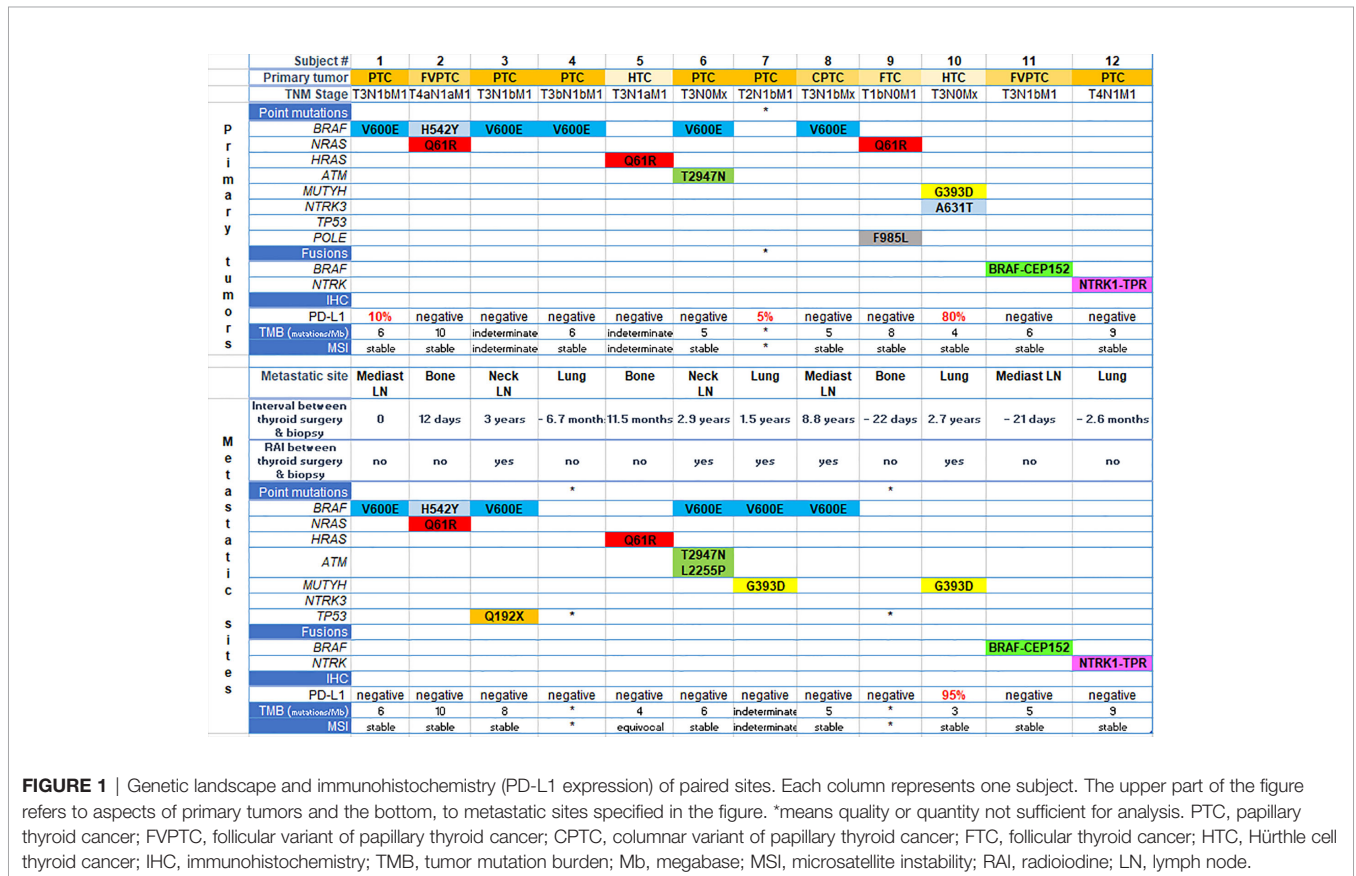 Subject # 1 2 3 4 5 6 7 8 9 10 11 12
Primary tumor PTC FVPTC PTC PTC HTC PTC PTC CPTC FTC HTC FVPTC PTC
TNM Stage T3N1bM1 T4aN1aM1 T3N1bM1 T3bN1bM1 T3N1aM1 T3N0Mx T2N1bM1 T3N1bMx T1bN0M1 T3N0Mx T3N1bM1 T4N1M1
Primary tumors
Point mutations *
BRAF V600E H542Y V600E V600E V600E V600E
NRAS Q61R Q61R
HRAS Q61R
ATM T2947N
MUTYH G393D
NTRK3 A631T
TP53
POLE F985L
Fusions *
BRAF BRAF-CEP152
NTRK NTRK1-TPR
IHC
PD-L1 10% negative negative negative negative negative 5% negative negative 80% negative negative
TMB (mutations/Mb) 6 10 indeterminate 6 indeterminate 5 * 5 8 4 6 9
MSI stable stable indeterminate stable indeterminate stable * stable stable stable stable stable
Metastatic sites
Metastatic site Mediast LN Bone Neck LN Lung Bone Neck LN Lung Mediast LN Bone Lung Mediast LN Lung
Interval between thyroid surgery & biopsy 0 12 days 3 years - 6.7 month 11.5 months 2.9 years 1.5 years 8.8 years - 22 days 2.7 years - 21 days - 2.6 months
RAI between thyroid surgery & biopsy no no yes no no yes yes yes no yes no no
Point mutations * *
BRAF V600E H542Y V600E V600E V600E V600E
NRAS Q61R
HRAS Q61R
ATM T2947N L2255P
MUTYH G393D G393D
NTRK3
TP53 Q192X * *
Fusions
BRAF BRAF-CEP152
NTRK NTRK1-TPR
IHC
PD-L1 negative negative negative negative negative negative negative negative negative 95% negative negative
TMB (mutations/Mb) 6 10 8 * 4 6 indeterminate 5 * 3 5 9
MSI stable stable stable * equivocal stable indeterminate stable * stable stable stable
FIGURE 1 | Genetic landscape and immunohistochemistry (PD-L1 expression) of paired sites. Each column represents one subject. The upper part of the figure
refers to aspects of primary tumors and the bottom, to metastatic sites specified in the figure. *means quality or quantity not sufficient for analysis. PTC, papillary
thyroid cancer; FVPTC, follicular variant of papillary thyroid cancer; CPTC, columnar variant of papillary thyroid cancer; FTC, follicular thyroid cancer; HTC, Hürthle cell
thyroid cancer; IHC, immunohistochemistry; TMB, tumor mutation burden; Mb, megabase; MSI, microsatellite instability; RAI, radioiodine; LN, lymph node.